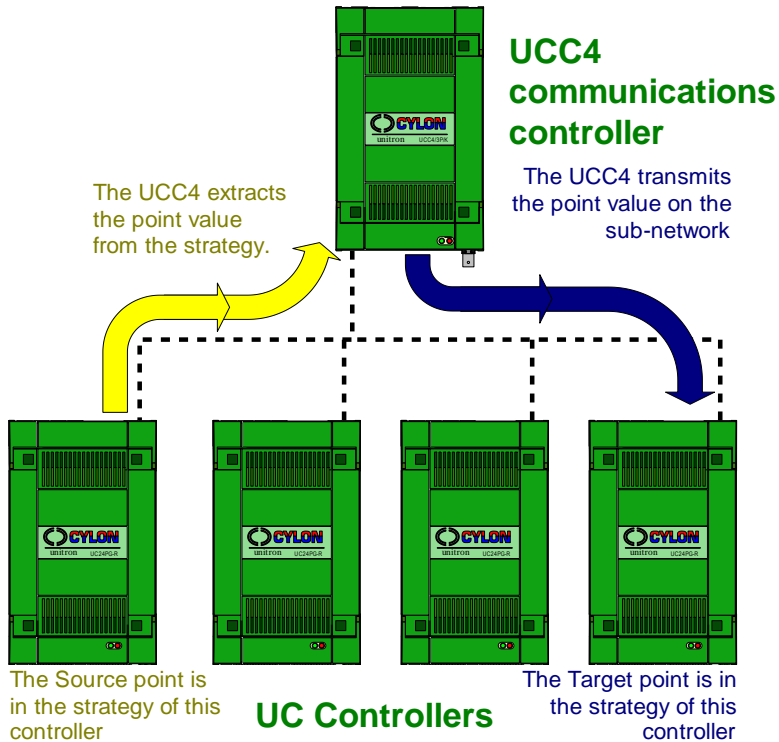 UCC4
communications
controller
CYLON
unitron UCC4/3P/K
The UCC4 extracts
the point value
from the strategy.
The UCC4 transmits
the point value on the
sub-network
CYLON
unitron UC24PG-R
CYLON
unitron UC24PG-R
CYLON
unitron UC24PG-R
CYLON
unitron UC24PG-R
The Source point is
in the strategy of this
controller
UC Controllers
The Target point is in
the strategy of this
controller